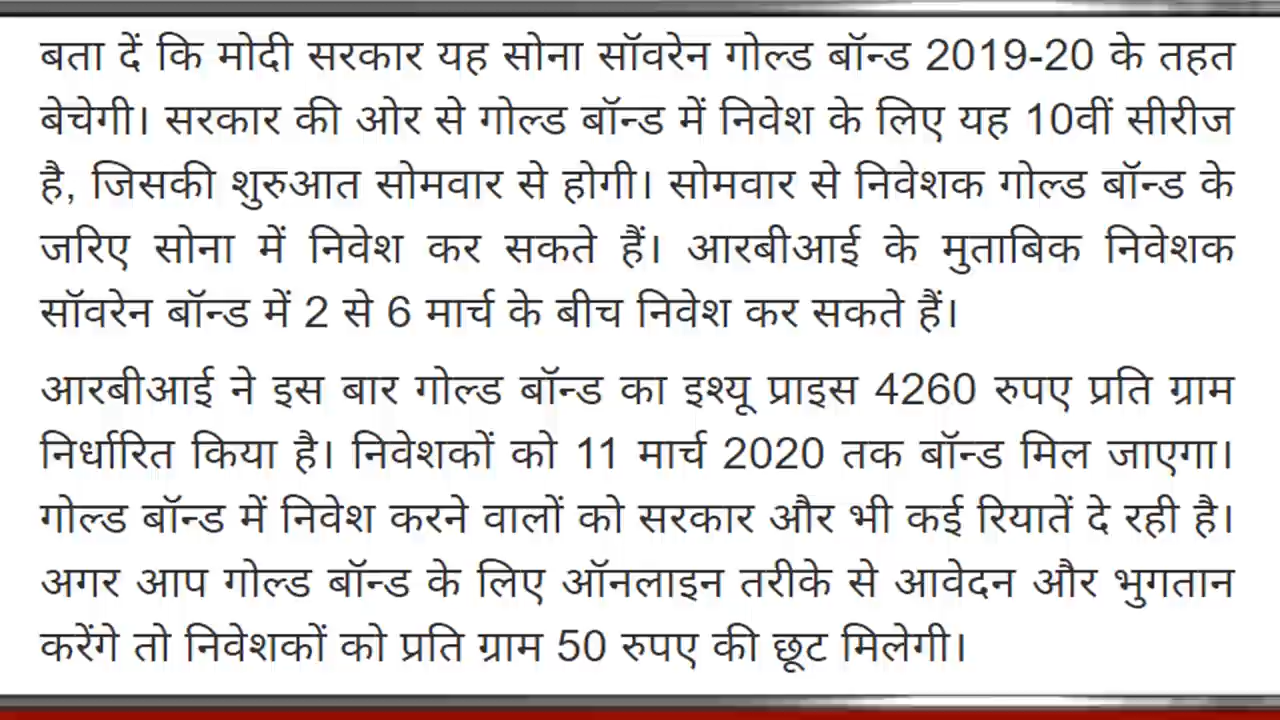 बता दें कि मोदी सरकार यह सोना सॉवरेन गोल्ड बॉन्ड 2019-20 के तहत
बेचेगी। सरकार की ओर से गोल्ड बॉन्ड में निवेश के लिए यह 10वीं सीरीज
है, जिसकी शुरुआत सोमवार से होगी। सोमवार से निवेशक गोल्ड बॉन्ड के
जरिए सोना में निवेश कर सकते हैं। आरबीआई के मुताबिक निवेशक
सॉवरेन बॉन्ड में 2 से 6 मार्च के बीच निवेश कर सकते हैं।
आरबीआई ने इस बार गोल्ड बॉन्ड का इश्यू प्राइस 4260 रुपए प्रति ग्राम
निर्धारित किया है। निवेशकों को 11 मार्च 2020 तक बॉन्ड मिल जाएगा।
गोल्ड बॉन्ड में निवेश करने वालों को सरकार और भी कई रियातें दे रही है।
अगर आप गोल्ड बॉन्ड के लिए ऑनलाइन तरीके से आवेदन और भुगतान
करेंगे तो निवेशकों को प्रति ग्राम 50 रुपए की छूट मिलेगी।